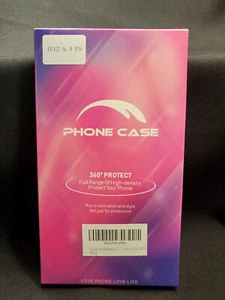 PHONE CASE
360° PROTECT
Full Range Of High-density
Protect Your Phone
This is innovation and style
Not just for protection!
LOVE PHONE LOVE LIFE